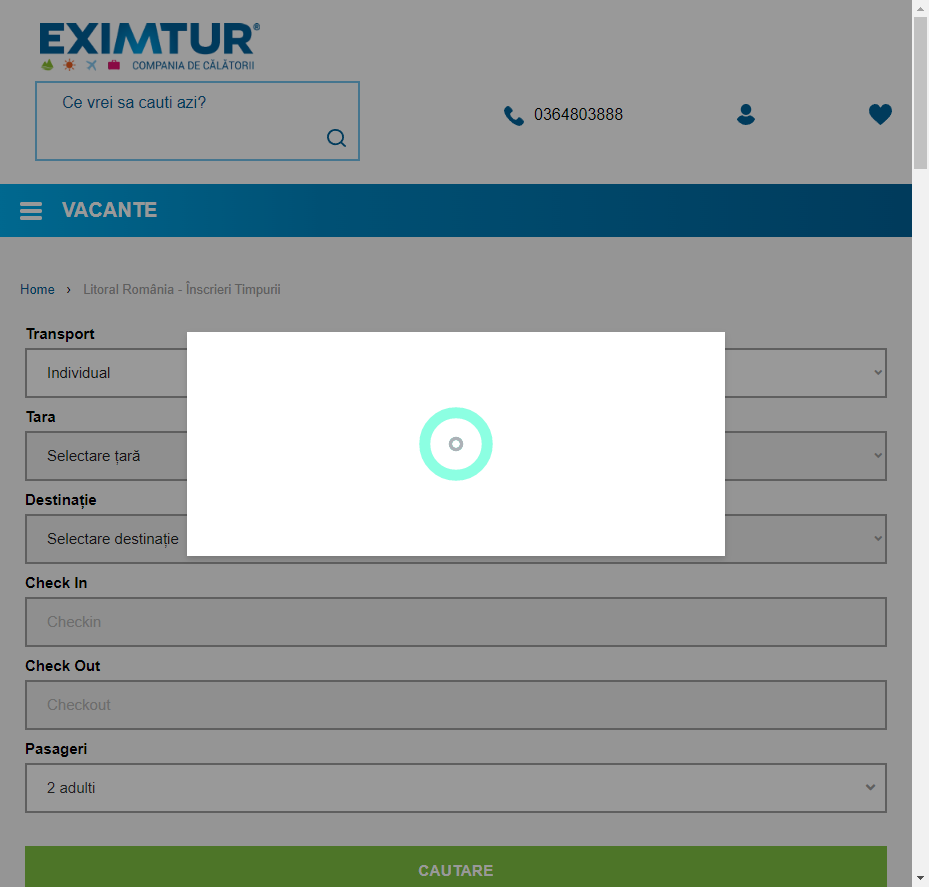 EXIMTUR®
COMPANIA DE CĂLĂTORII
Ce vrei sa cauti azi?
0364803888
VACANTE
Home › Litoral România - Înscrieri Timpurii
Transport
Individual
Tara
Selectare țară
Destinație
Selectare destinație
Check In
Checkin
Check Out
Checkout
Pasageri
2 adulti
CAUTARE